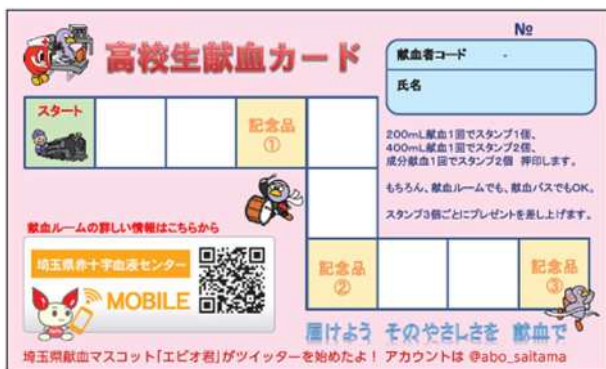 №
高校生献血カード
献血者コード -
氏名
スタート
記念品
①
200mL献血1回でスタンプ1個、
400mL献血1回でスタンプ2個、
成分献血1回でスタンプ2個 押印します。
もちろん、献血ルームでも、献血バスでもOK。
スタンプ3個ごとにプレゼントを差し上げます。
献血ルームの詳しい情報はこちらから
埼玉県赤十字血液センター
MOBILE
記念品
②
記念品
③
届けよう そのやさしさを 献血で
埼玉県献血マスコット「エピオ君」がツイッターを始めたよ! アカウントは @abo_saitama